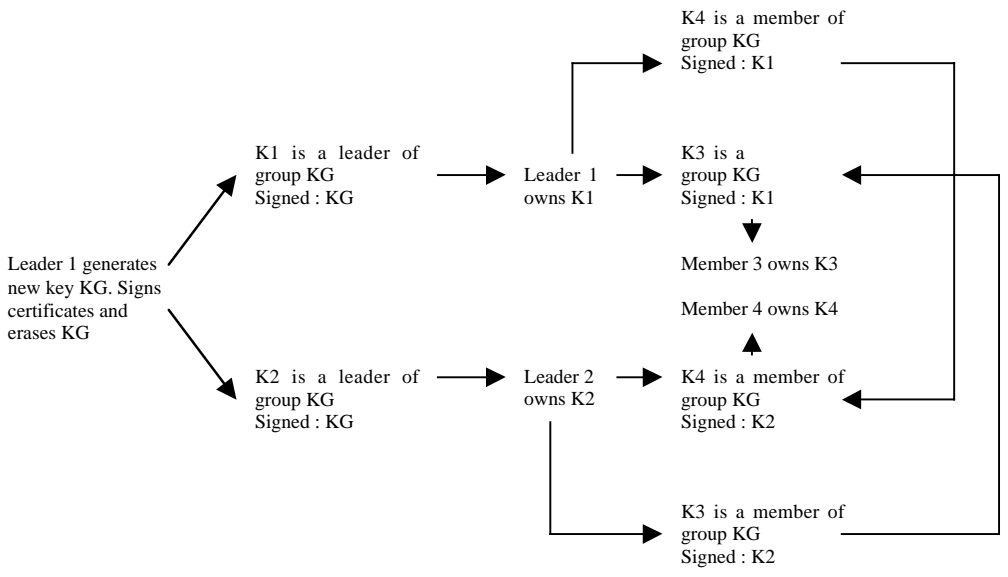 Leader 1 generates
new key KG. Signs
certificates and
erases KG
K1 is a leader of
group KG
Signed : KG
K2 is a leader of
group KG
Signed : KG
Leader 1
owns K1
Leader 2
owns K2
K4 is a member of
group KG
Signed : K1
K3 is a
group KG
Signed : K1
Member 3 owns K3
Member 4 owns K4
K4 is a member of
group KG
Signed : K2
K3 is a member of
group KG
Signed : K2